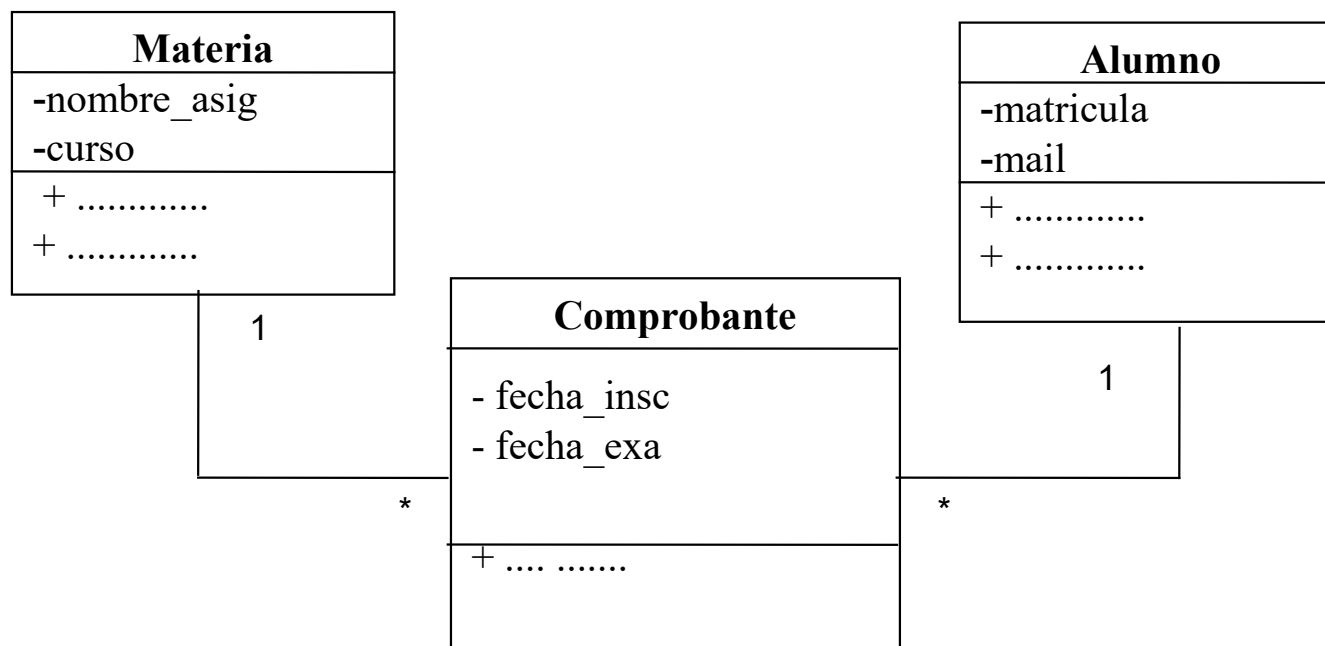 Materia
-nombre_asig
-curso
+ .............
+ .............
1
*
Comprobante
- fecha_insc
- fecha_exa
+ .... .......
Alumno
-matricula
-mail
+ .............
+ .............
1
*